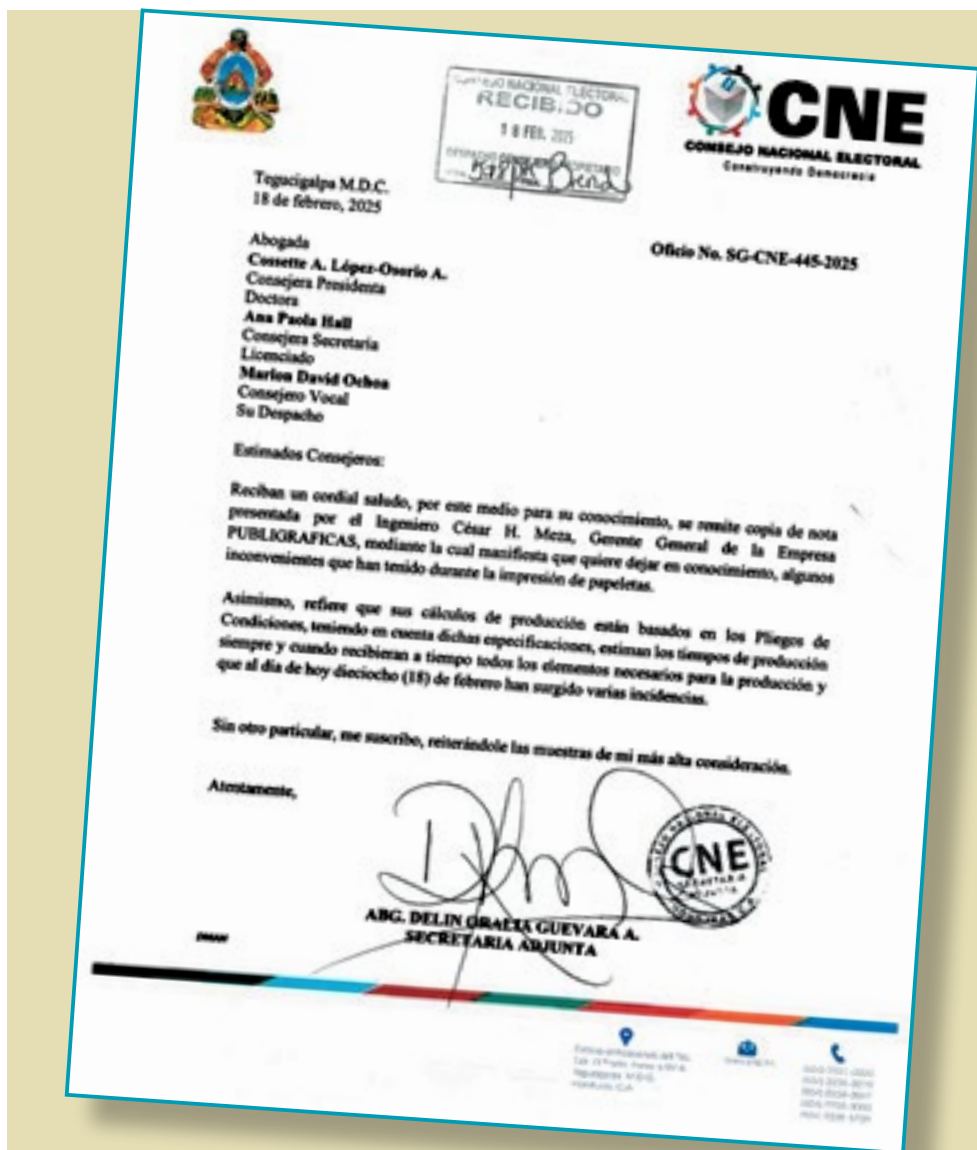 CONSEJO NACIONAL ELECTORAL
RECIBIDO
18 FEB. 2025
CNE
CONSEJO NACIONAL ELECTORAL
Construyendo Democracia
Tegucigalpa M.D.C.
18 de febrero, 2025
Oficio No. SG-CNE-445-2025
Abogada
Cossette A. López-Osorio A.
Consejera Presidenta
Doctora
Ana Paola Hall
Consejera Secretaria
Licenciado
Marlon David Ochoa
Consejero Vocal
Su Despacho
Estimados Consejeros:
Reciban un cordial saludo, por este medio para su conocimiento, se remite copia de nota
presentada por el Ingeniero César H. Meza, Gerente General de la Empresa
PUBLIGRAFICAS, mediante la cual manifiesta que quiere dejar en conocimiento, algunos
inconvenientes que han tenido durante la impresión de papeletas.
Asimismo, refiere que sus cálculos de producción están basados en los Pliegos de
Condiciones, teniendo en cuenta dichas especificaciones, estiman los tiempos de producción
siempre y cuando recibieran a tiempo todos los elementos necesarios para la producción y
que al día de hoy dieciocho (18) de febrero han surgido varias incidencias.
Sin otro particular, me suscribo, reiterándole las muestras de mi más alta consideración.
Atentamente,
CNE
SECRETARIA
ADJUNTA
ABG. DELIN ORALIA GUEVARA A.
SECRETARIA ADJUNTA